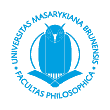 UNIVERSITAS MASARYKIANA BRUNENSIS
FACULTAS PHILOSOPHICA